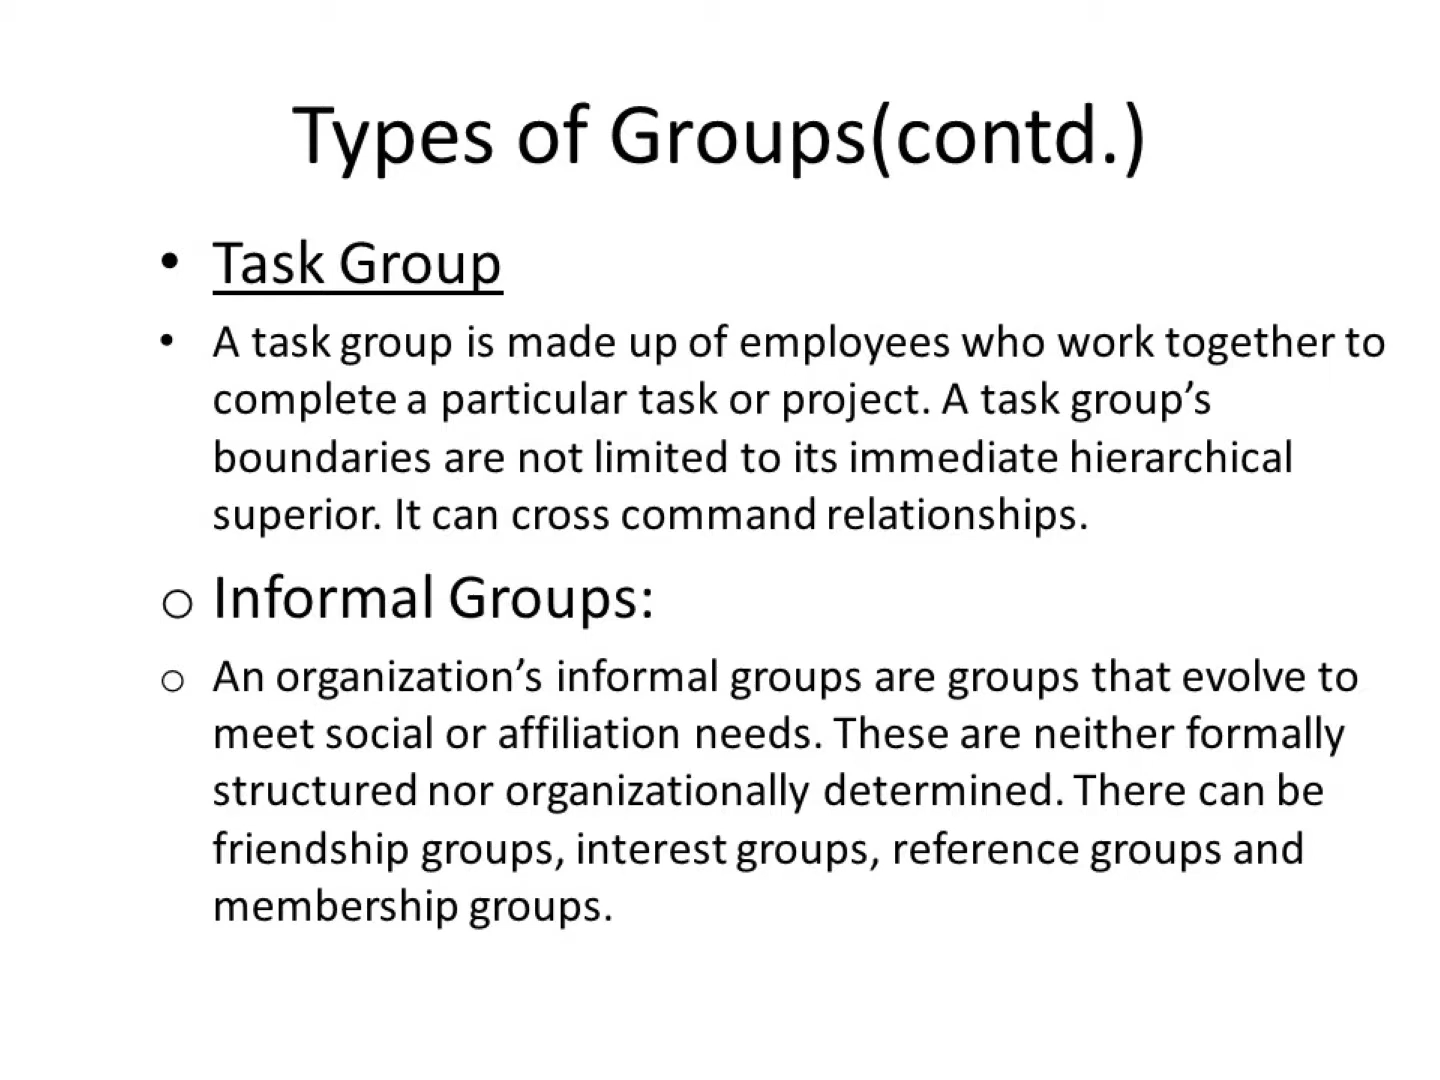 Types of Groups(contd.)
• Task Group
• A task group is made up of employees who work together to
complete a particular task or project. A task group’s
boundaries are not limited to its immediate hierarchical
superior. It can cross command relationships.
o Informal Groups:
o An organization’s informal groups are groups that evolve to
meet social or affiliation needs. These are neither formally
structured nor organizationally determined. There can be
friendship groups, interest groups, reference groups and
membership groups.